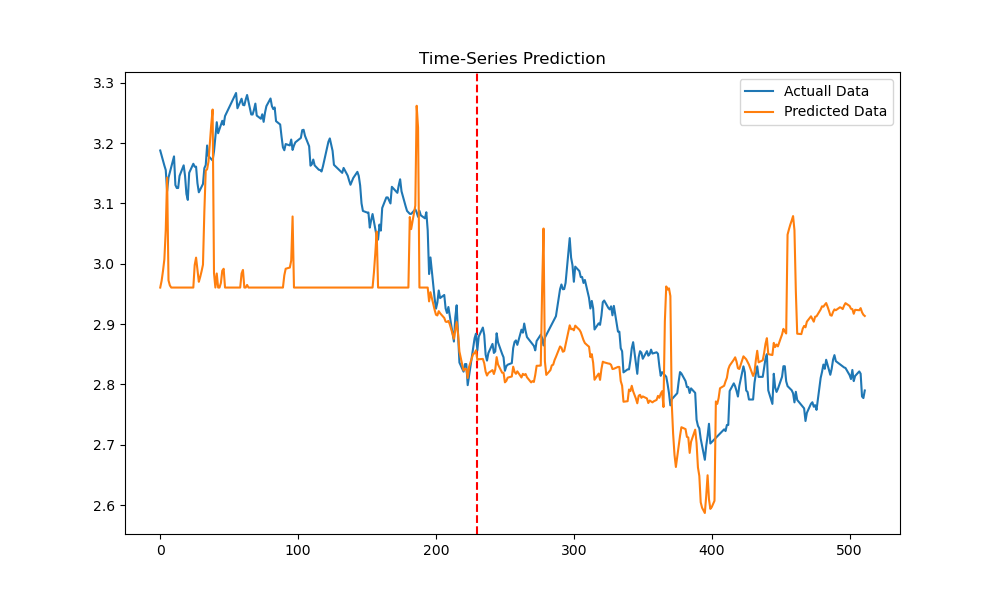 Time-Series Prediction
Actuall Data
Predicted Data
3.3
3.2
3.1
3.0
2.9
2.8
2.7
2.6
0 100 200 300 400 500